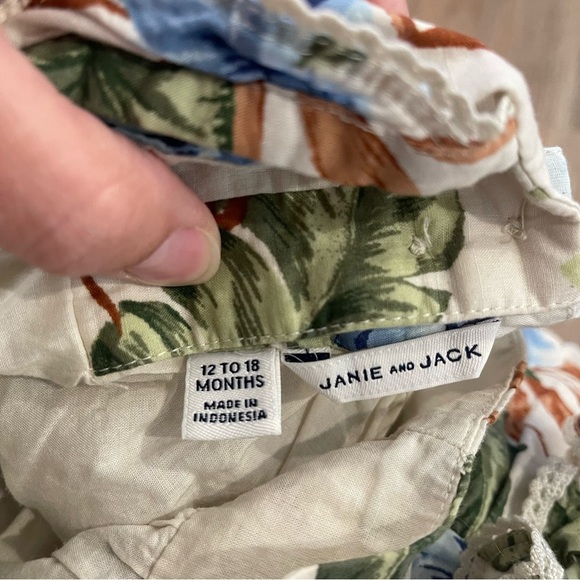 12 TO 18
MONTHS
MADE IN
INDONESIA
JANIE AND JACK